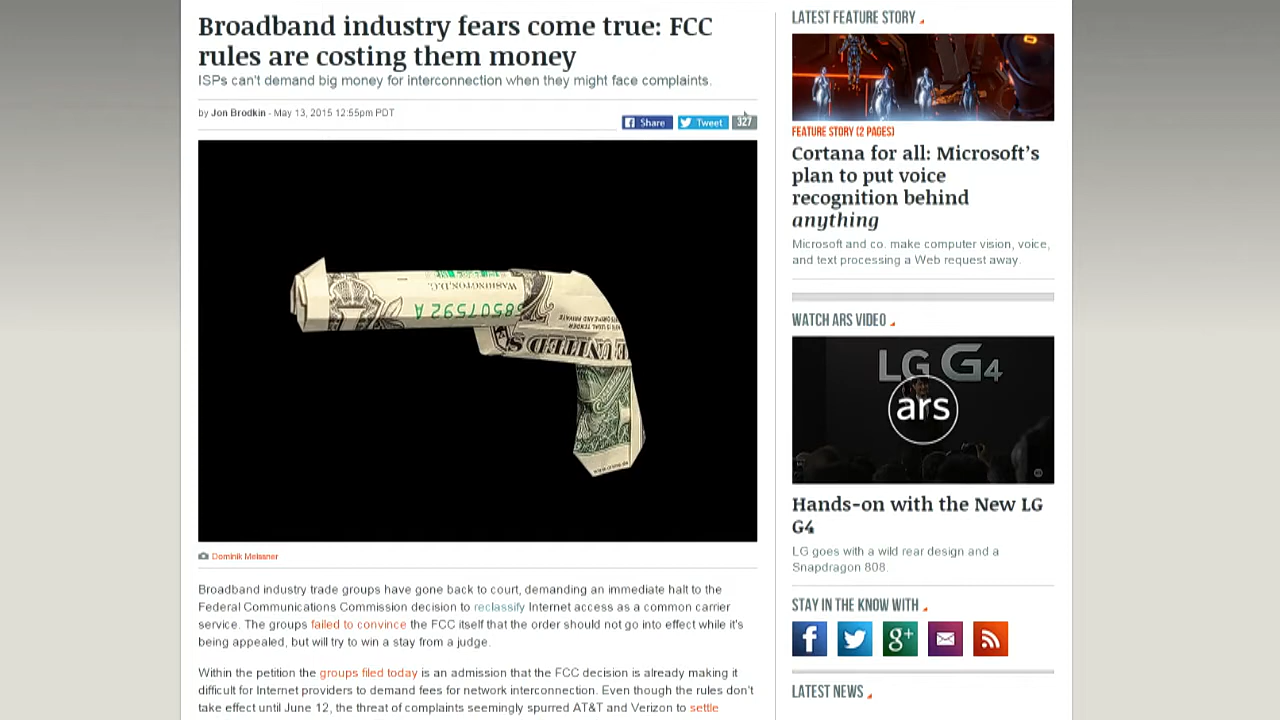 Broadband industry fears come true: FCC
rules are costing them money
ISPs can't demand big money for interconnection when they might face complaints.
by Jon Brodkin - May 13, 2015 12:55pm PDT
Share
Tweet
327
WASHINGTON, D.C.
58507592 A
THIS NOTE IS LEGAL TENDER
UNITED
Dominik Meissner
Broadband industry trade groups have gone back to court, demanding an immediate halt to the
Federal Communications Commission decision to reclassify Internet access as a common carrier
service. The groups failed to convince the FCC itself that the order should not go into effect while it's
being appealed, but will try to win a stay from a judge.
Within the petition the groups filed today is an admission that the FCC decision is already making it
difficult for Internet providers to demand fees for network interconnection. Even though the rules don't
take effect until June 12, the threat of complaints seemingly spurred AT&T and Verizon to settle
LATEST FEATURE STORY
FEATURE STORY (2 PAGES)
Cortana for all: Microsoft's
plan to put voice
recognition behind
anything
Microsoft and co. make computer vision, voice,
and text processing a Web request away.
WATCH ARS VIDEO
LG G4
ars
Hands-on with the New LG
G4
LG goes with a wild rear design and a
Snapdragon 808.
STAY IN THE KNOW WITH
f
g+
LATEST NEWS